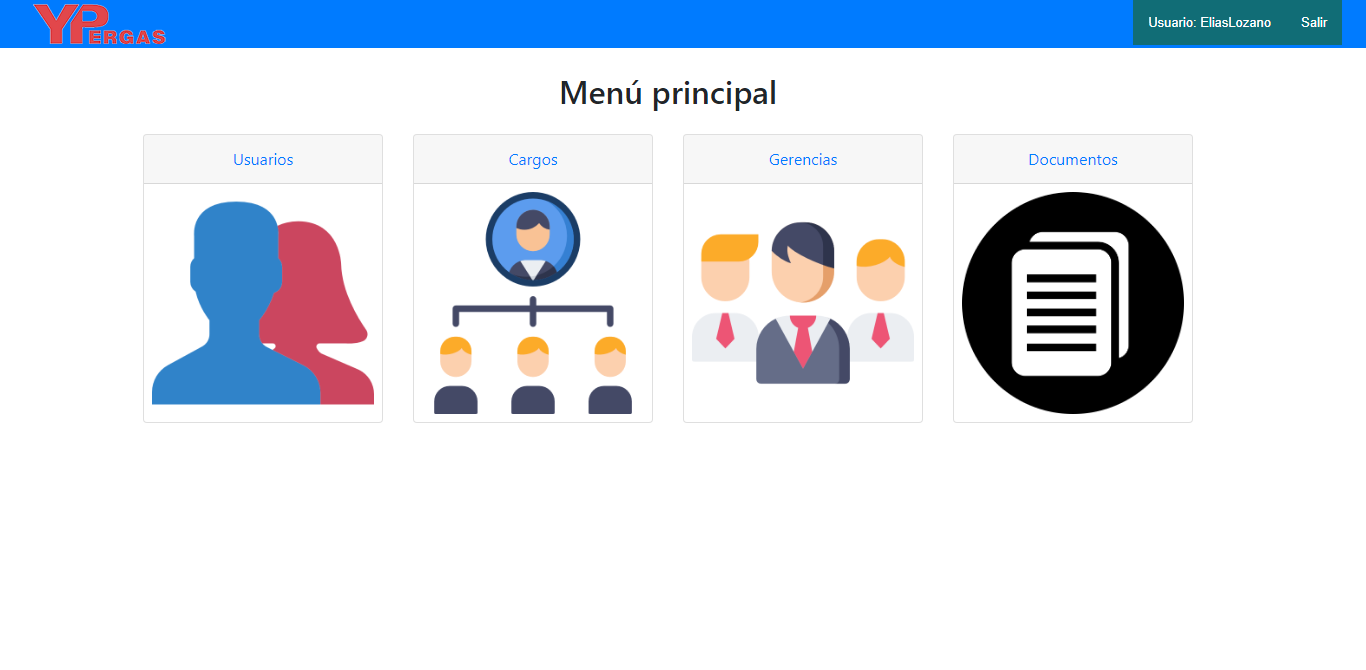 YPERGAS
Usuario: EliasLozano Salir
Menú principal
Usuarios
Cargos
Gerencias
Documentos